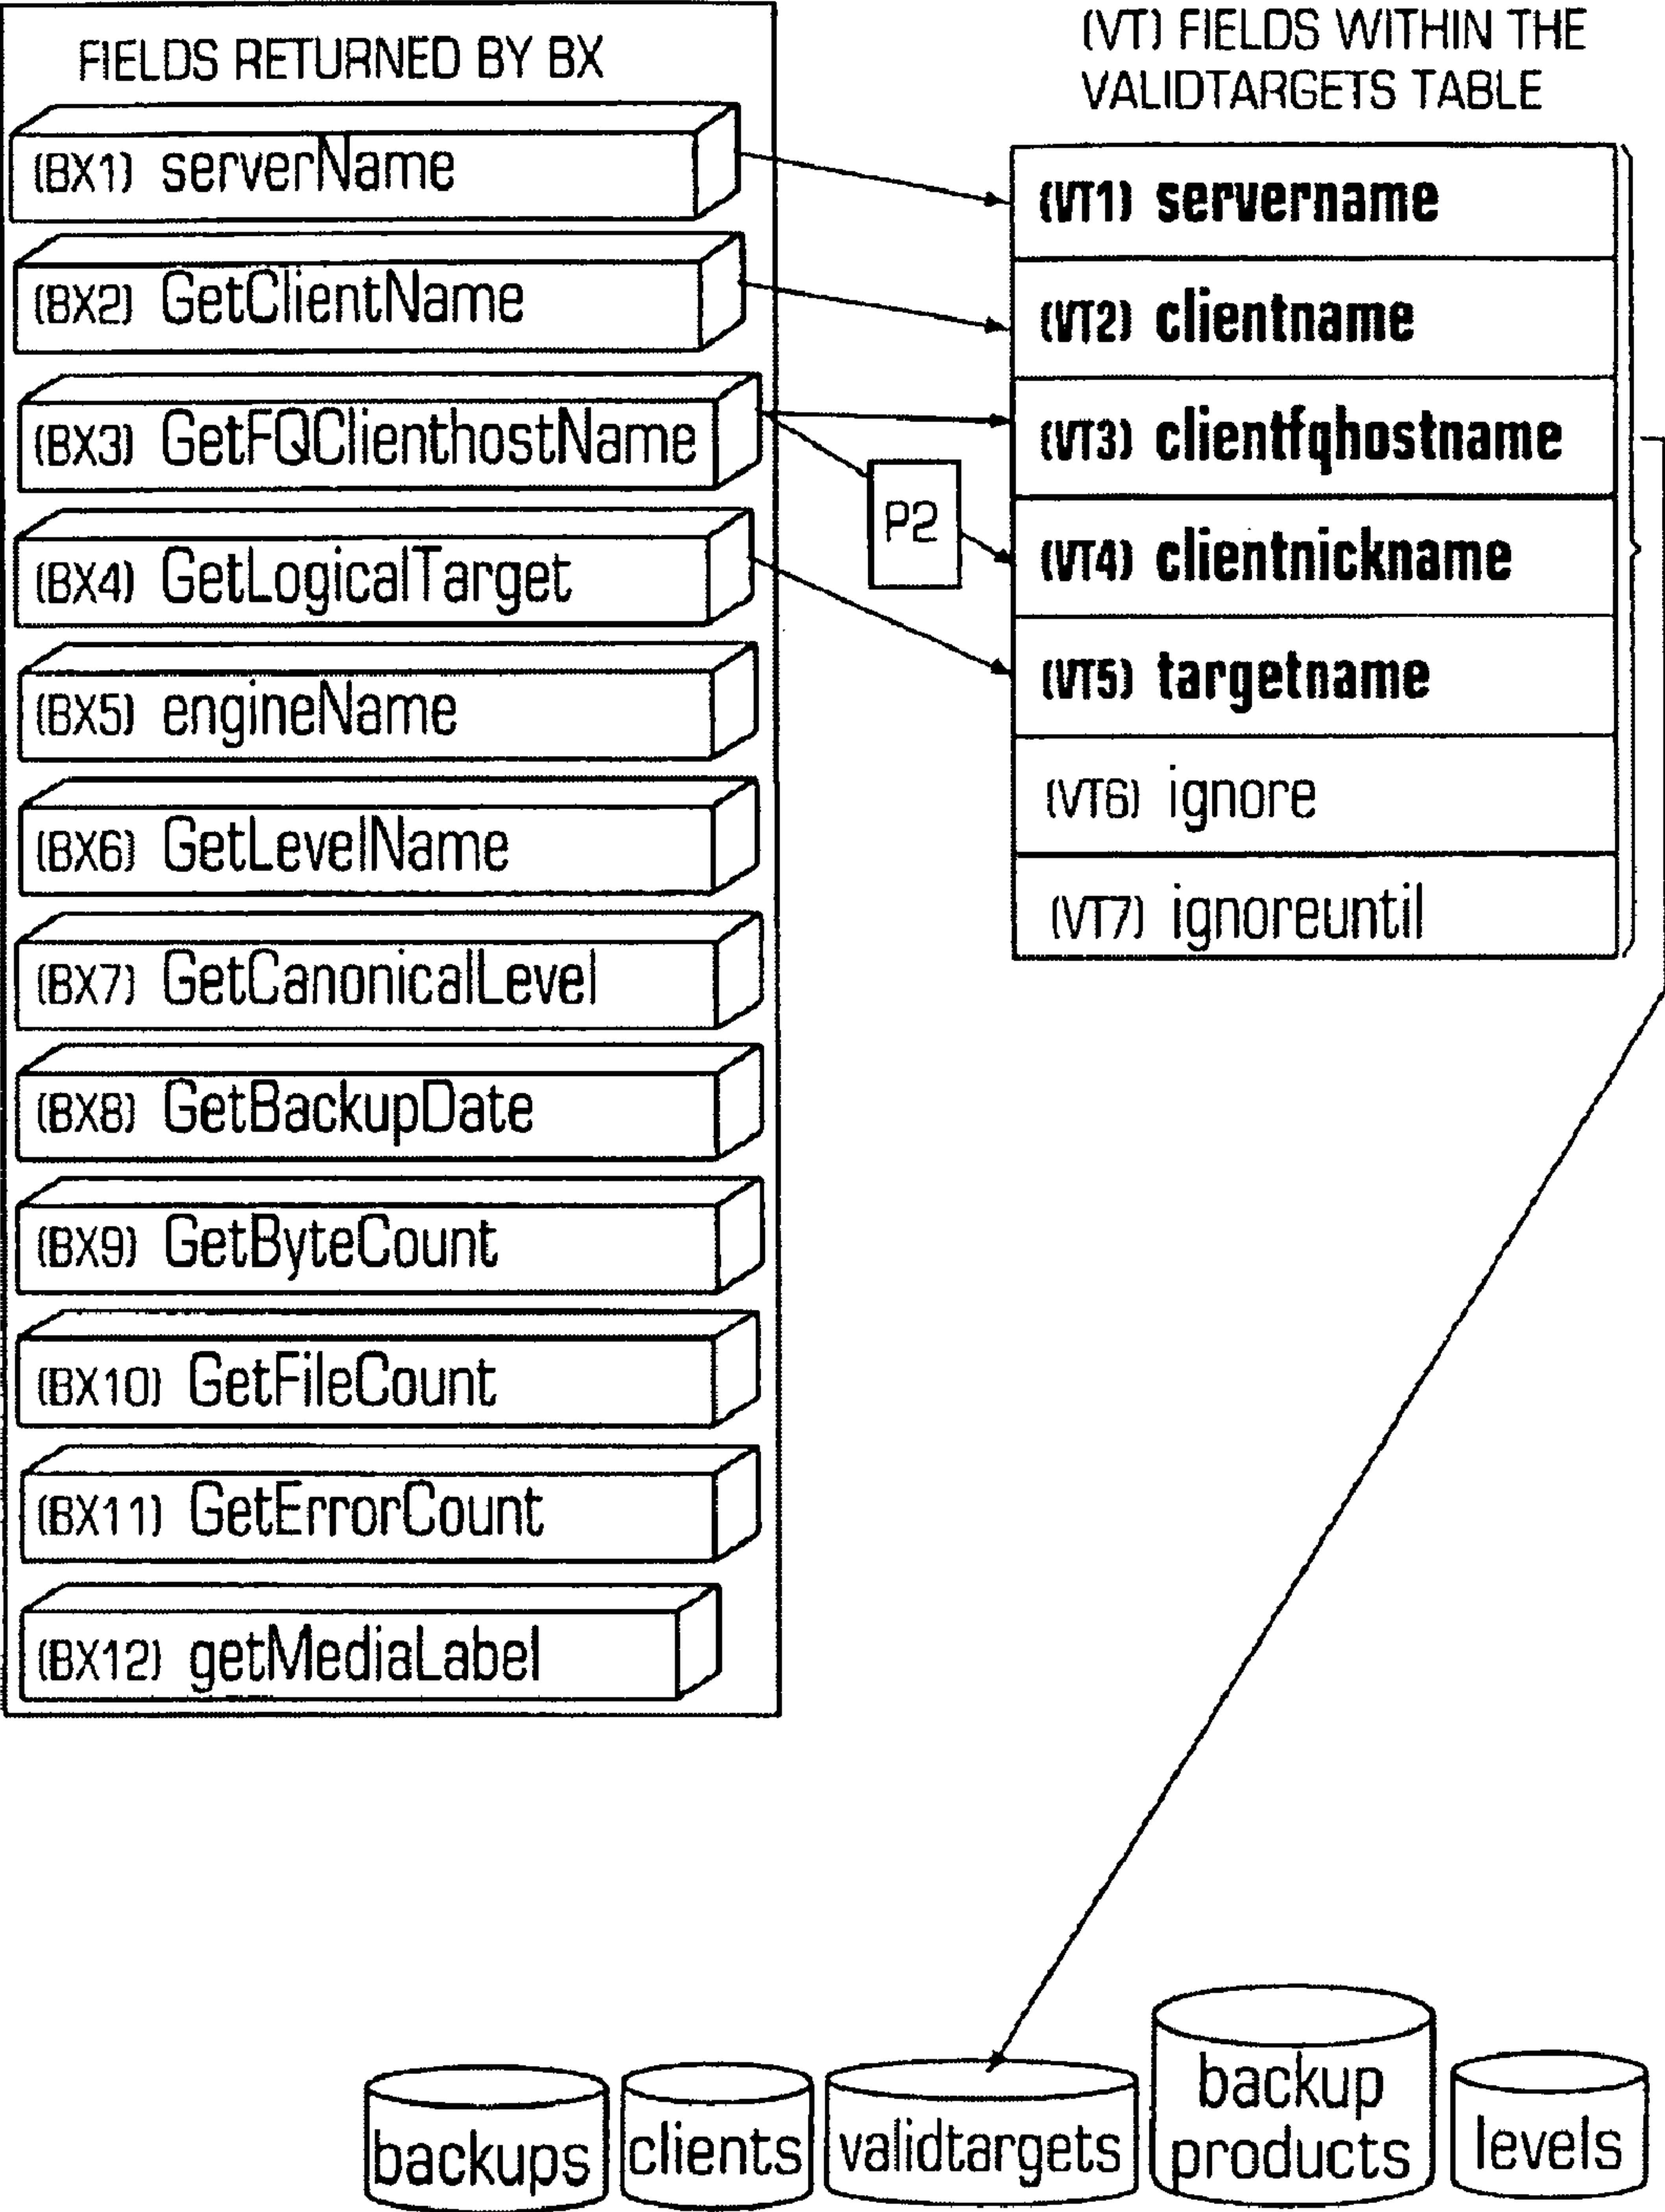 FIELDS RETURNED BY BX
(BX1) serverName
(BX2) GetClientName
(BX3) GetFQClienthostName
(BX4) GetLogicalTarget
(BX5) engineName
(BX6) GetLevelName
(BX7) GetCanonicalLevel
(BX8) GetBackupDate
(BX9) GetByteCount
(BX10) GetFileCount
(BX11) GetErrorCount
(BX12) getMediaLabel
P2
(VT) FIELDS WITHIN THE
VALIDTARGETS TABLE
(VT1) servername
(VT2) clientname
(VT3) clientfqhostname
(VT4) clientnickname
(VT5) targetname
(VT6) ignore
(VT7) ignoreuntil
backups
clients
validtargets
backup
products
levels